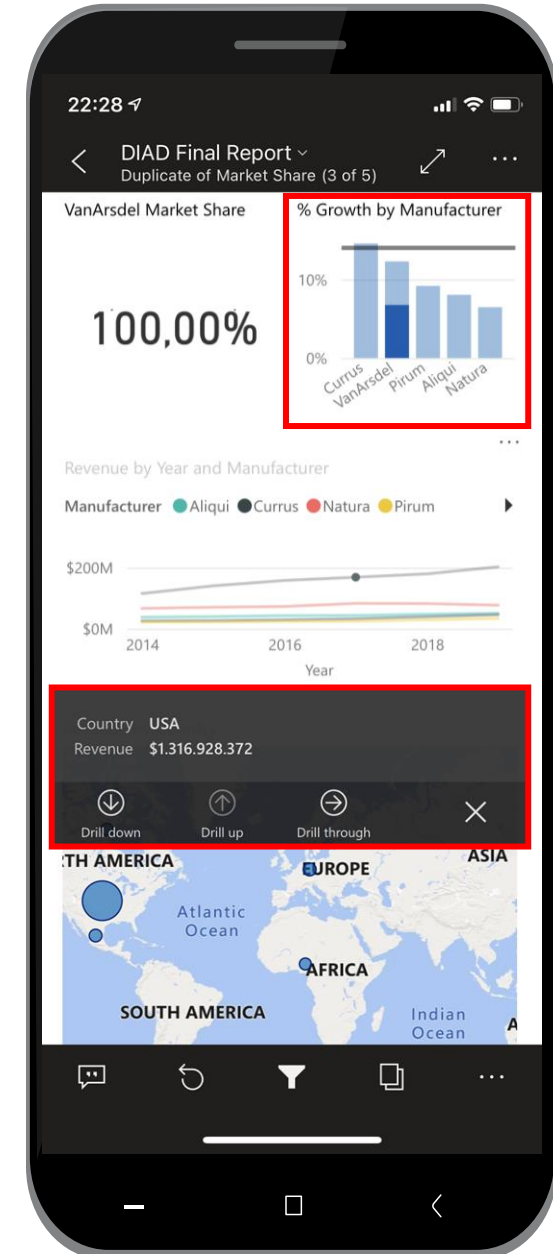 22:28
DIAD Final Report
Duplicate of Market Share (3 of 5)
VanArsdel Market Share
% Growth by Manufacturer
100,00%
10%
0%
Currus
VanArsdel
Pirum
Aliqui
Natura
Revenue by Year and Manufacturer
Manufacturer Aliqui Currus Natura Pirum
$200M
$0M
2014 2016 2018
Year
Country USA
Revenue $1.316.928.372
Drill down Drill up Drill through
TH AMERICA
EUROPE
ASIA
Atlantic
Ocean
AFRICA
SOUTH AMERICA
Indian
Ocean
A